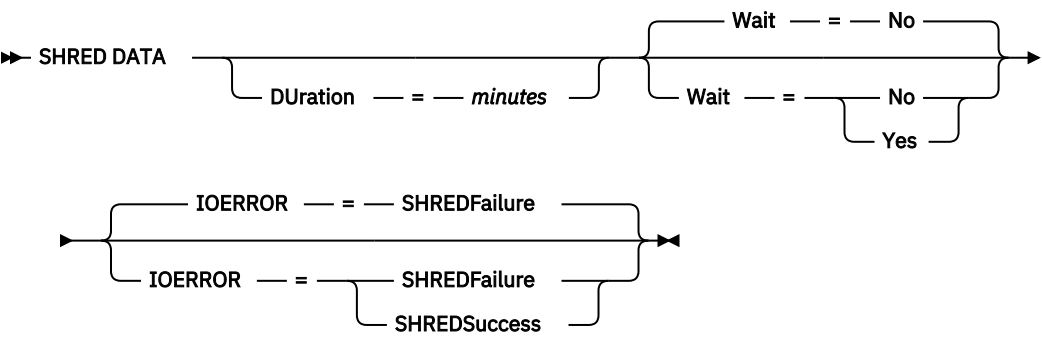 Wait = No
SHRED DATA
DUration = minutes Wait = No
Yes
IOERROR = SHREDFailure
IOERROR = SHREDFailure
SHREDSuccess